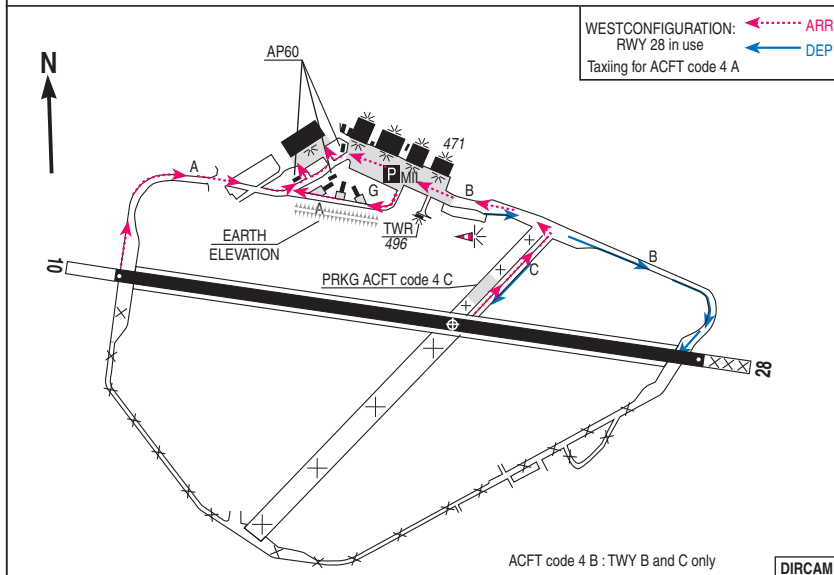 WESTCONFIGURATION:
RWY 28 in use
Taxiing for ACFT code 4 A
ARR
DEP
N
AP60
471
A
P
Mil
B
G
A
TWR
496
EARTH
ELEVATION
B
C
PRKG ACFT code 4 C
10
28
ACFT code 4 B : TWY B and C only
DIRCAM